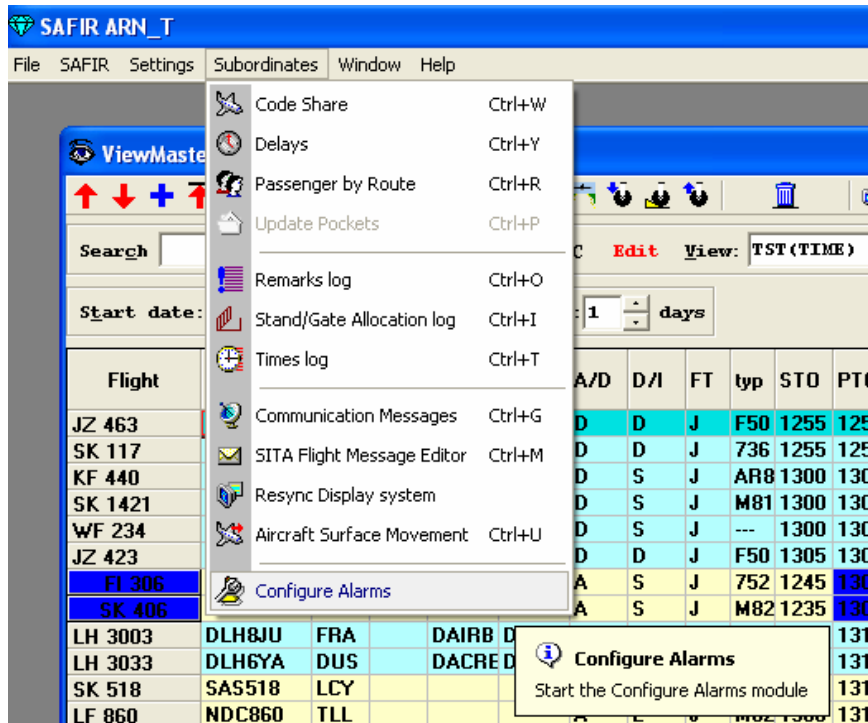 SAFIR ARN_T
File SAFIR Settings Subordinates Window Help
Code Share Ctrl+W
Delays Ctrl+Y
Passenger by Route Ctrl+R
Update Pockets Ctrl+P
Remarks log Ctrl+O
Stand/Gate Allocation log Ctrl+I
Times log Ctrl+T
Communication Messages Ctrl+G
SITA Flight Message Editor Ctrl+M
Resync Display system
Aircraft Surface Movement Ctrl+U
Configure Alarms
ViewMaste
Search C Edit View: TST(TIME)
Start date: : 1 days
Flight A/D D/I FT typ STO PT
JZ 463 D D J F50 1255 125
SK 117 D D J 736 1255 125
KF 440 D S J AR8 1300 130
SK 1421 D S J M81 1300 130
WF 234 D S J --- 1300 130
JZ 423 D D J F50 1305 130
FI 306 A S J 752 1245 130
SK 406 A S J M82 1235 130
LH 3003 DLH8JU FRA DAIRB D 131
LH 3033 DLH6YA DUS DACRE D 131
SK 518 SAS518 LCY 131
LF 860 NDC860 TLL 131
Configure Alarms
Start the Configure Alarms module